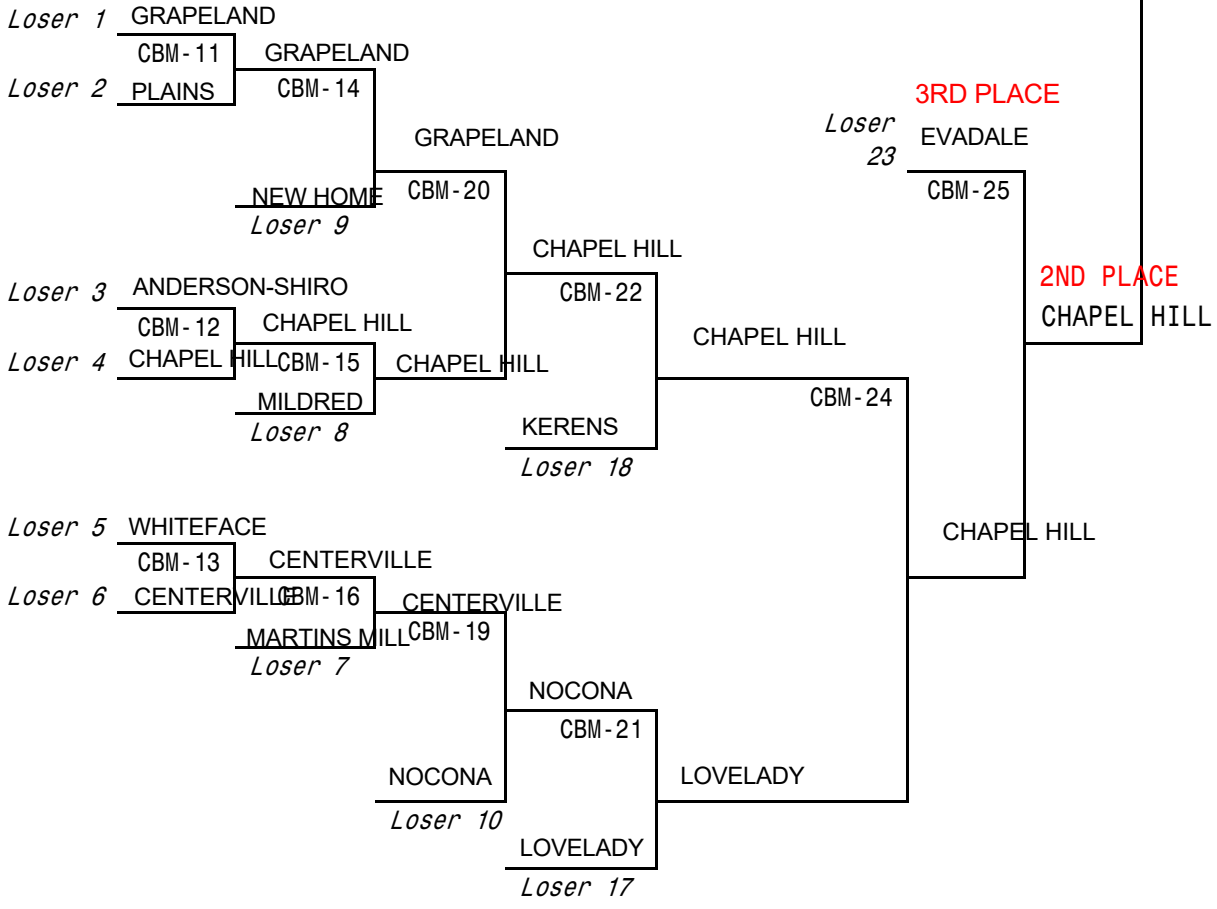 Loser 1 GRAPELAND
CBM-11 GRAPELAND
Loser 2 PLAINS CBM-14
3RD PLACE
GRAPELAND
Loser 23 EVADALE
NEW HOME CBM-20
CBM-25
Loser 9
CHAPEL HILL
Loser 3 ANDERSON-SHIRO
CBM-22
2ND PLACE
CHAPEL HILL
CBM-12 CHAPEL HILL
CHAPEL HILL
Loser 4 CHAPEL HILL CBM-15 CHAPEL HILL
MILDRED
CBM-24
Loser 8
KERENS
Loser 18
Loser 5 WHITEFACE
CHAPEL HILL
CBM-13 CENTERVILLE
Loser 6 CENTERVILLE CBM-16 CENTERVILLE
MARTINS MILL CBM-19
Loser 7
NOCONA
CBM-21
NOCONA
LOVELADY
Loser 10
LOVELADY
Loser 17